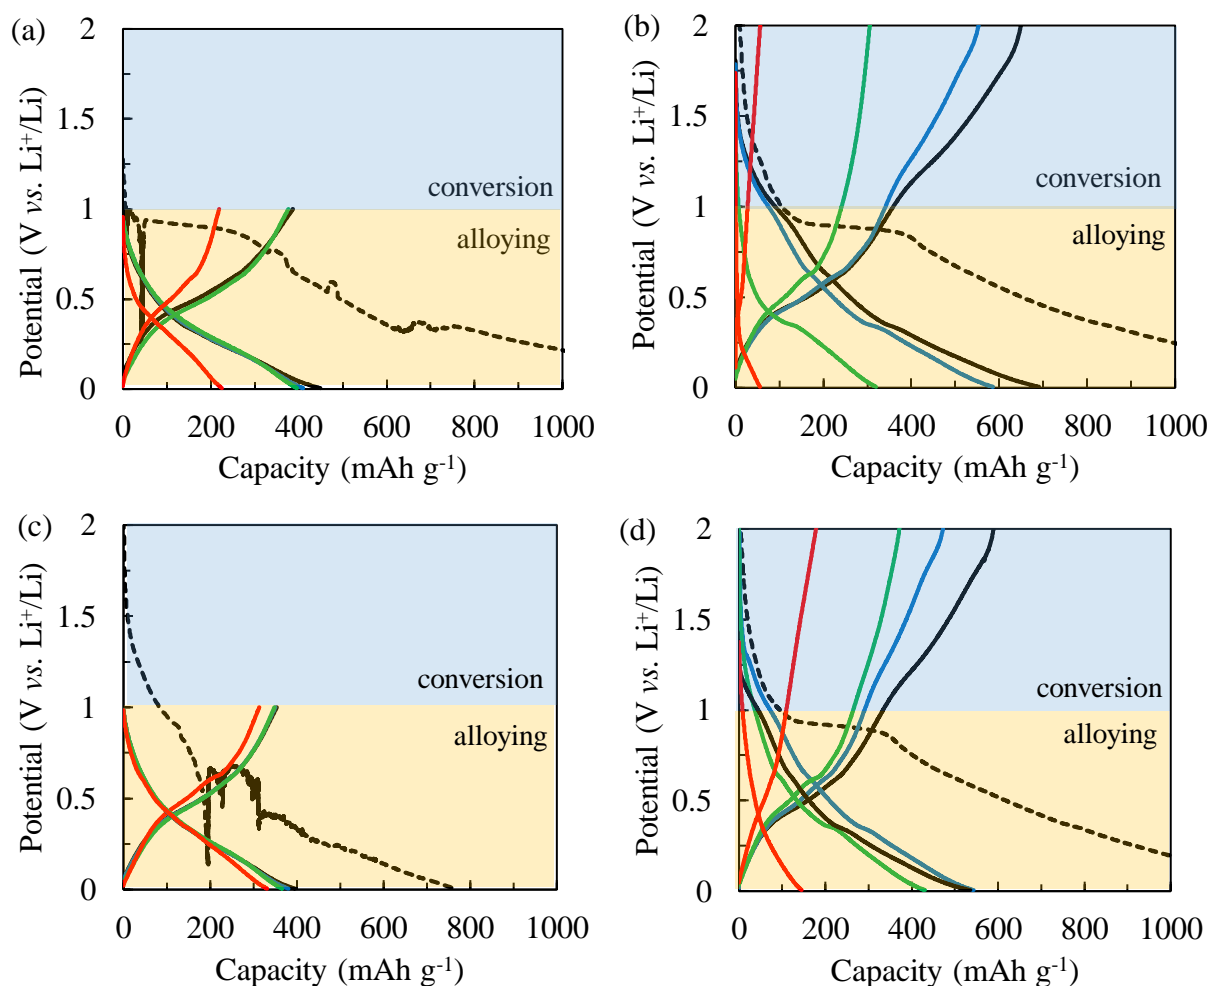 (a)
2
1.5
1
0.5
0
Potential (V vs. Li⁺/Li)
conversion
alloying
0 200 400 600 800 1000
Capacity (mAh g⁻¹)
(b)
2
1.5
1
0.5
0
Potential (V vs. Li⁺/Li)
conversion
alloying
0 200 400 600 800 1000
Capacity (mAh g⁻¹)
(c)
2
1.5
1
0.5
0
Potential (V vs. Li⁺/Li)
conversion
alloying
0 200 400 600 800 1000
Capacity (mAh g⁻¹)
(d)
2
1.5
1
0.5
0
Potential (V vs. Li⁺/Li)
conversion
alloying
0 200 400 600 800 1000
Capacity (mAh g⁻¹)